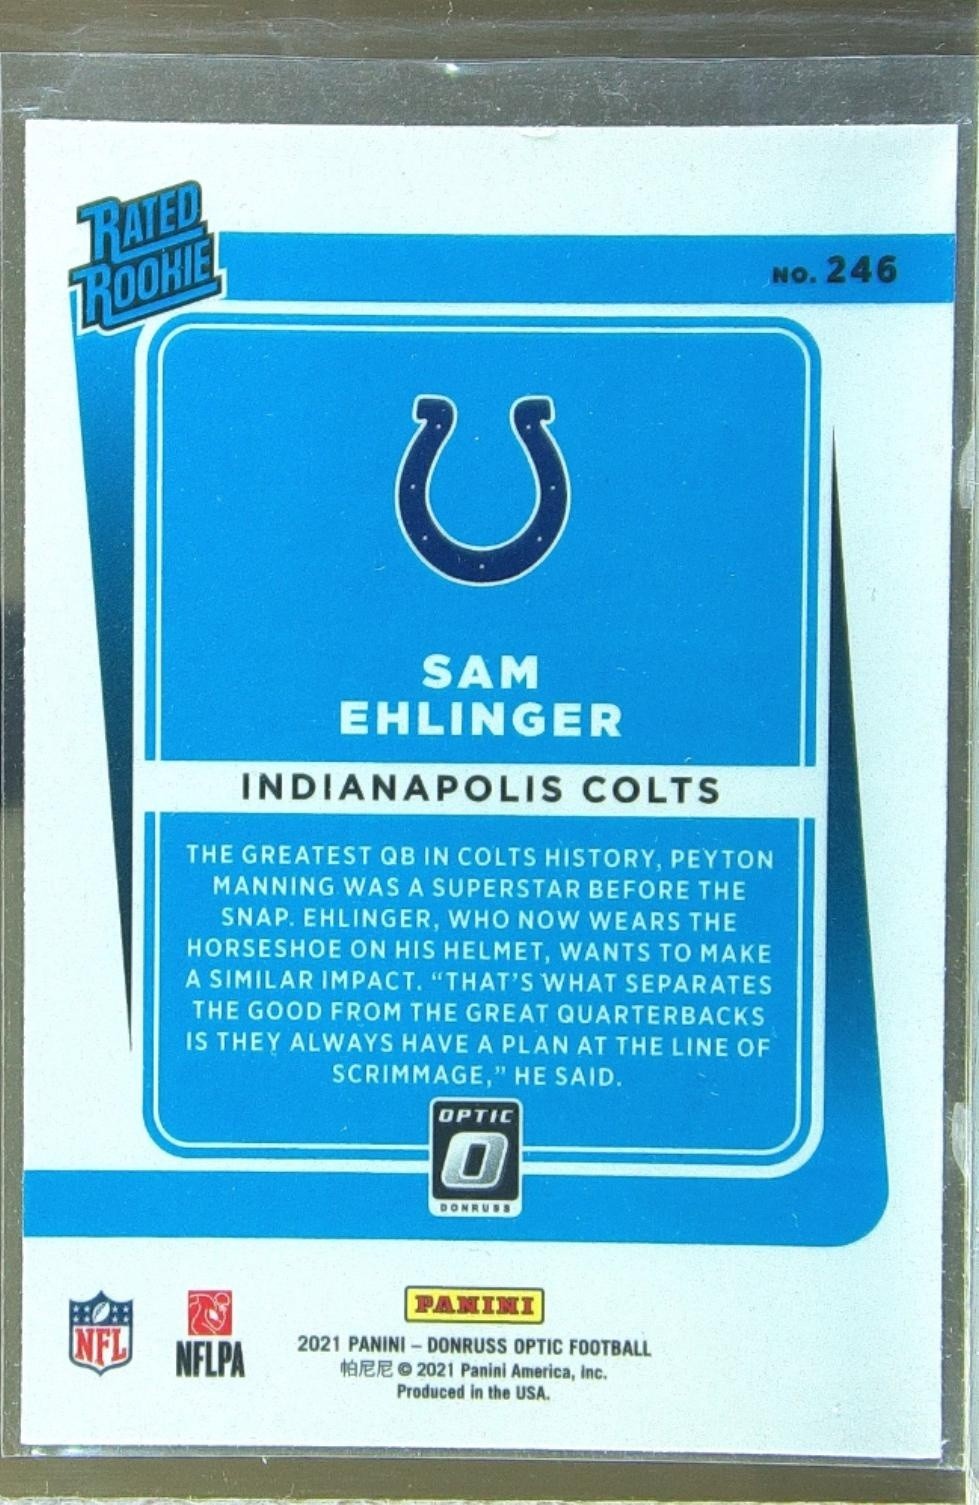 RATED
ROOKIE
NO. 246
SAM
EHLINGER
INDIANAPOLIS COLTS
THE GREATEST QB IN COLTS HISTORY, PEYTON
MANNING WAS A SUPERSTAR BEFORE THE
SNAP. EHLINGER, WHO NOW WEARS THE
HORSESHOE ON HIS HELMET, WANTS TO MAKE
A SIMILAR IMPACT. “THAT’S WHAT SEPARATES
THE GOOD FROM THE GREAT QUARTERBACKS
IS THEY ALWAYS HAVE A PLAN AT THE LINE OF
SCRIMMAGE,” HE SAID.
OPTIC
O
DONRUSS
NFL
NFLPA
PANINI
2021 PANINI – DONRUSS OPTIC FOOTBALL
帕尼尼 © 2021 Panini America, Inc.
Produced in the USA.